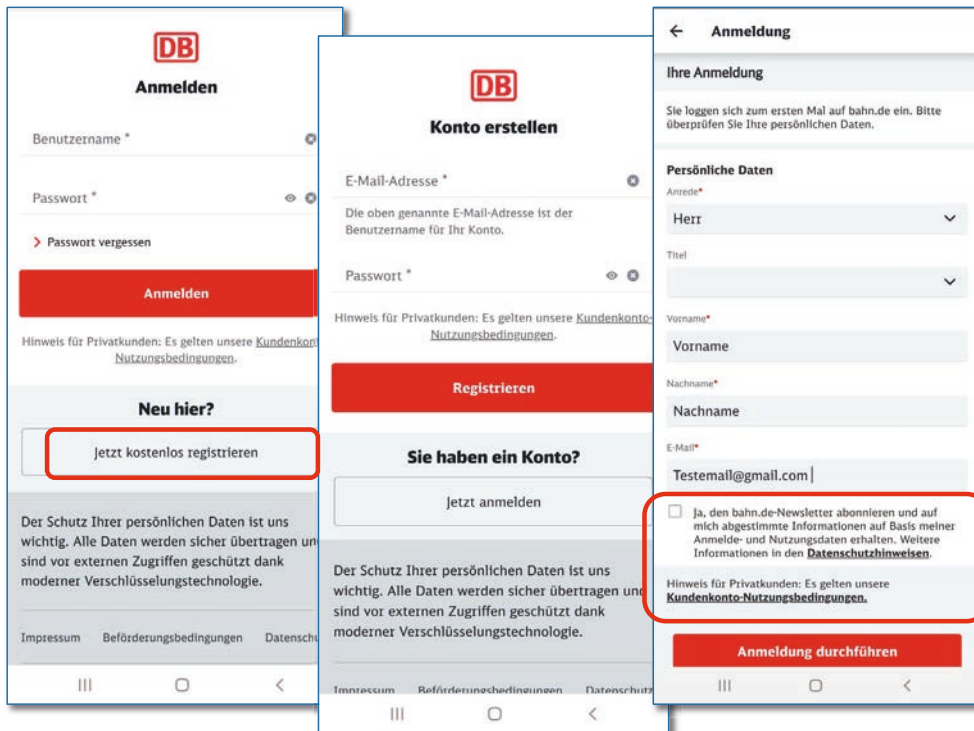 DB
Anmelden
Benutzername *
Passwort *
Passwort vergessen
Anmelden
Hinweis für Privatkunden: Es gelten unsere
Nutzungsbedingungen.
Neu hier?
Jetzt kostenlos registrieren
Der Schutz Ihrer persönlichen Daten ist uns
wichtig. Alle Daten werden sicher übertragen
sind vor externen Zugriffen geschützt dank
moderner Verschlüsselungstechnologie.
Impressum Beförderungsbedingungen
DB
Konto erstellen
E-Mail-Adresse *
Die oben genannte E-Mail-Adresse ist der
Benutzername für Ihr Konto.
Passwort *
Hinweis für Privatkunden: Es gelten unsere Kundenkonto-
Nutzungsbedingungen.
Registrieren
Sie haben ein Konto?
Jetzt anmelden
Der Schutz Ihrer persönlichen Daten ist uns
wichtig. Alle Daten werden sicher übertragen und
sind vor externen Zugriffen geschützt dank
moderner Verschlüsselungstechnologie.
Impressum Beförderungsbedingungen Datenschutz
Anmeldung
Ihre Anmeldung
Sie loggen sich zum ersten Mal auf bahn.de ein. Bitte
überprüfen Sie Ihre persönlichen Daten.
Persönliche Daten
Anrede*
Herr
Titel
Vorname*
Vorname
Nachname*
Nachname
E-Mail*
Testemail@gmail.com
Ja, den bahn.de-Newsletter abonnieren und auf
mich abgestimmte Informationen auf Basis meiner
Anmelde- und Nutzungsdaten erhalten. Weitere
Informationen in den Datenschutzhinweisen.
Hinweis für Privatkunden: Es gelten unsere
Kundenkonto-Nutzungsbedingungen.
Anmeldung durchführen